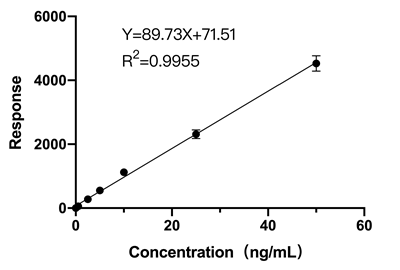 6000
Y=89.73X+71.51
R²=0.9955
4000
Response
2000
0
0 20 40 60
Concentration（ng/mL）